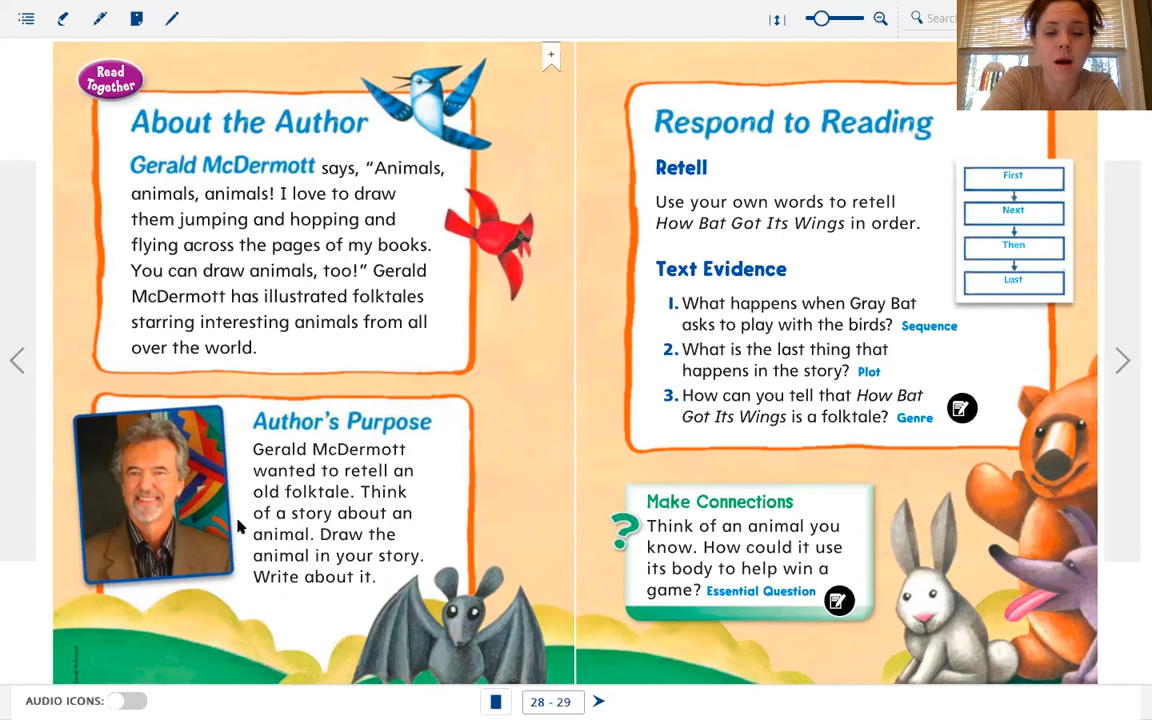 Search
Read
Together
About the Author
Gerald McDermott says, “Animals,
animals, animals! I love to draw
them jumping and hopping and
flying across the pages of my books.
You can draw animals, too!” Gerald
McDermott has illustrated folktales
starring interesting animals from all
over the world.
Author’s Purpose
Gerald McDermott
wanted to retell an
old folktale. Think
of a story about an
animal. Draw the
animal in your story.
Write about it.
Respond to Reading
Retell
Use your own words to retell
How Bat Got Its Wings in order.
First
Next
Then
Last
Text Evidence
1. What happens when Gray Bat
asks to play with the birds? Sequence
2. What is the last thing that
happens in the story? Plot
3. How can you tell that How Bat
Got Its Wings is a folktale? Genre
Make Connections
? Think of an animal you
know. How could it use
its body to help win a
game? Essential Question
AUDIO ICONS:
28 - 29